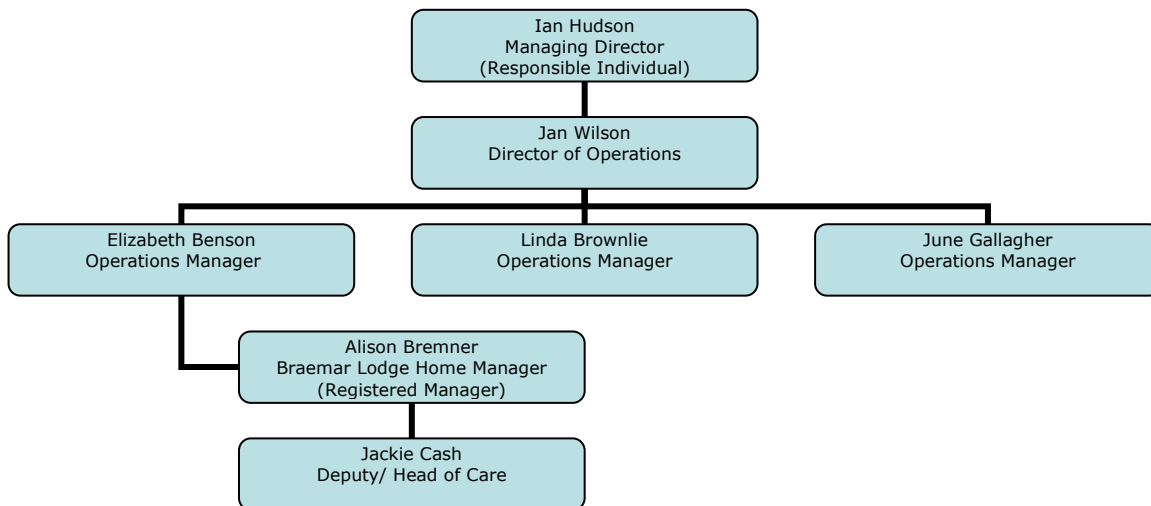 Ian Hudson
Managing Director
(Responsible Individual)
Jan Wilson
Director of Operations
Elizabeth Benson
Operations Manager
Linda Brownlie
Operations Manager
June Gallagher
Operations Manager
Alison Bremner
Braemar Lodge Home Manager
(Registered Manager)
Jackie Cash
Deputy/ Head of Care